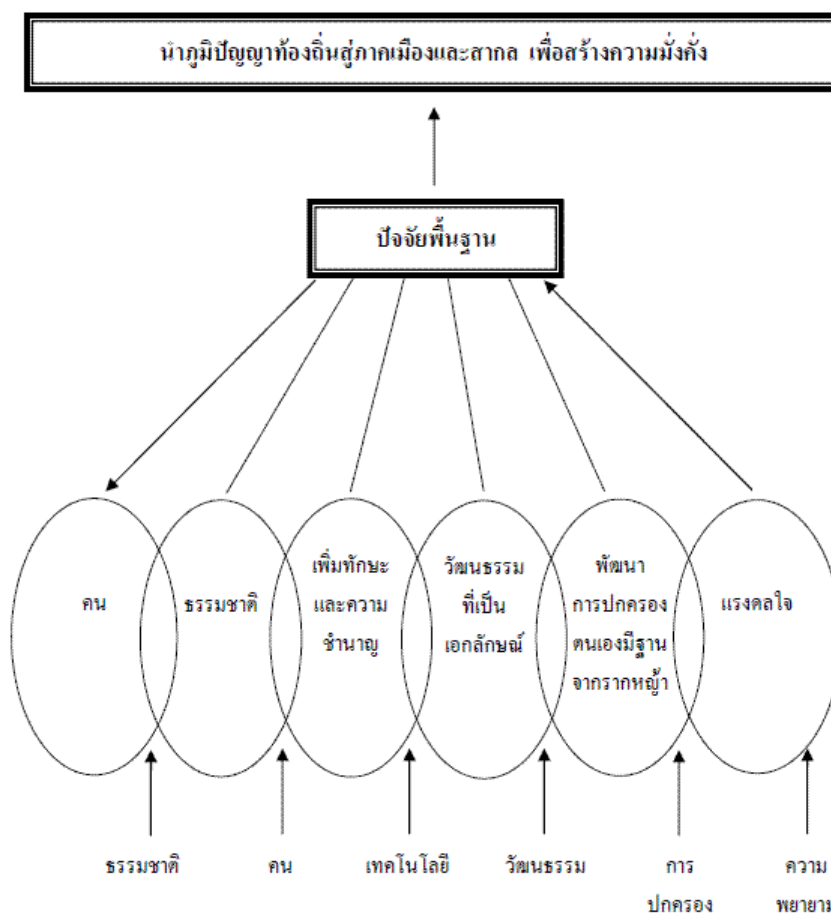 นำภูมิปัญญาท้องถิ่นสู่ภาคเมืองและสากล เพื่อสร้างความมั่งคั่ง
ปัจจัยพื้นฐาน
คน
ธรรมชาติ
เพิ่มทักษะ
และความ
ชำนาญ
วัฒนธรรม
ที่เป็น
เอกลักษณ์
พัฒนา
การปกครอง
ตนเองมีฐาน
จากรากหญ้า
แรงดลใจ
ธรรมชาติ
คน
เทคโนโลยี
วัฒนธรรม
การ
ปกครอง
ความ
พยายาม